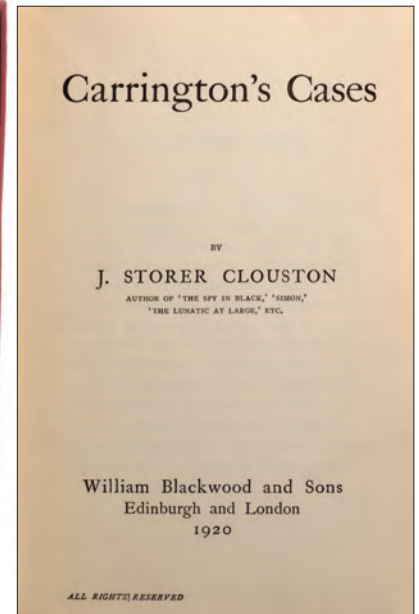 Carrington's Cases
BY
J. STORER CLOUSTON
AUTHOR OF 'THE SPY IN BLACK,' 'SIMON,'
'THE LUNATIC AT LARGE,' ETC.
William Blackwood and Sons
Edinburgh and London
1920
ALL RIGHTS] RESERVED